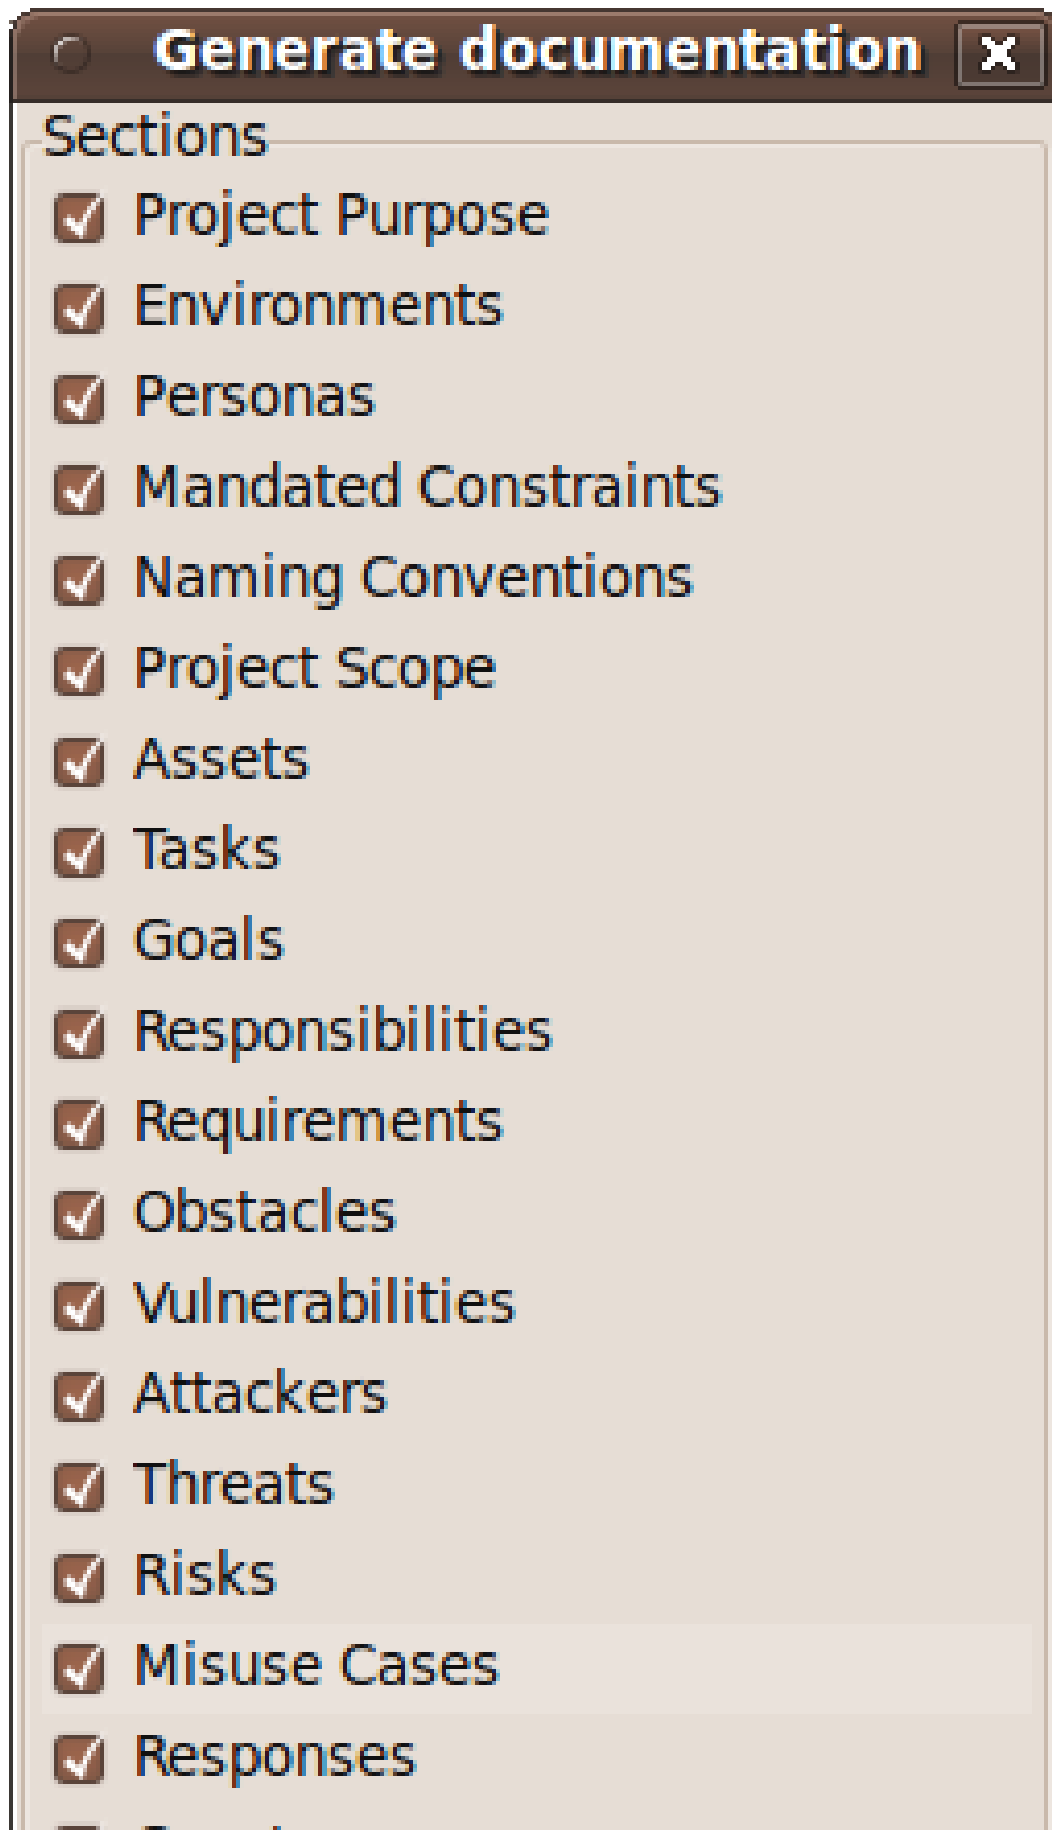 Generate documentation
Sections
Project Purpose
Environments
Personas
Mandated Constraints
Naming Conventions
Project Scope
Assets
Tasks
Goals
Responsibilities
Requirements
Obstacles
Vulnerabilities
Attackers
Threats
Risks
Misuse Cases
Responses